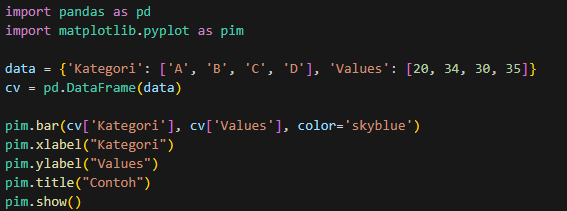 import pandas as pd
import matplotlib.pyplot as pim
data = {'Kategori': ['A', 'B', 'C', 'D'], 'Values': [20, 34, 30, 35]}
cv = pd.DataFrame(data)
pim.bar(cv['Kategori'], cv['Values'], color='skyblue')
pim.xlabel("Kategori")
pim.ylabel("Values")
pim.title("Contoh")
pim.show()